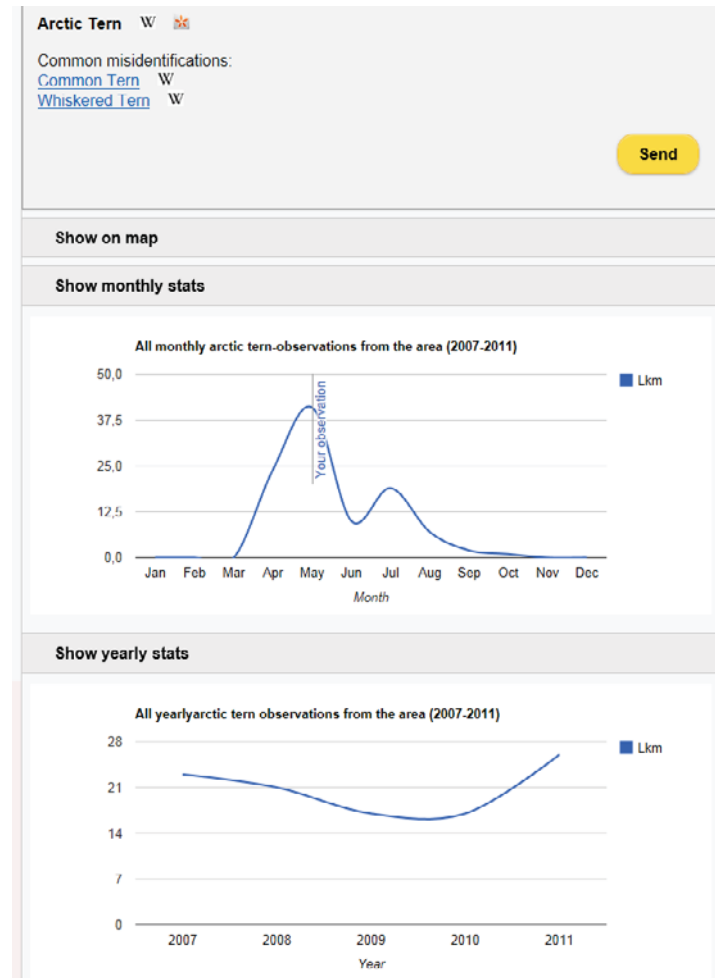 Arctic Tern W
Common misidentifications:
Common Tern W
Whiskered Tern W
Send
Show on map
Show monthly stats
All monthly arctic tern-observations from the area (2007-2011)
50,0
37,5
25,0
12,5
0,0
Your observation
Lkm
Jan Feb Mar Apr May Jun Jul Aug Sep Oct Nov Dec
Month
Show yearly stats
All yearlyarctic tern observations from the area (2007-2011)
28
21
14
7
0
Lkm
2007 2008 2009 2010 2011
Year